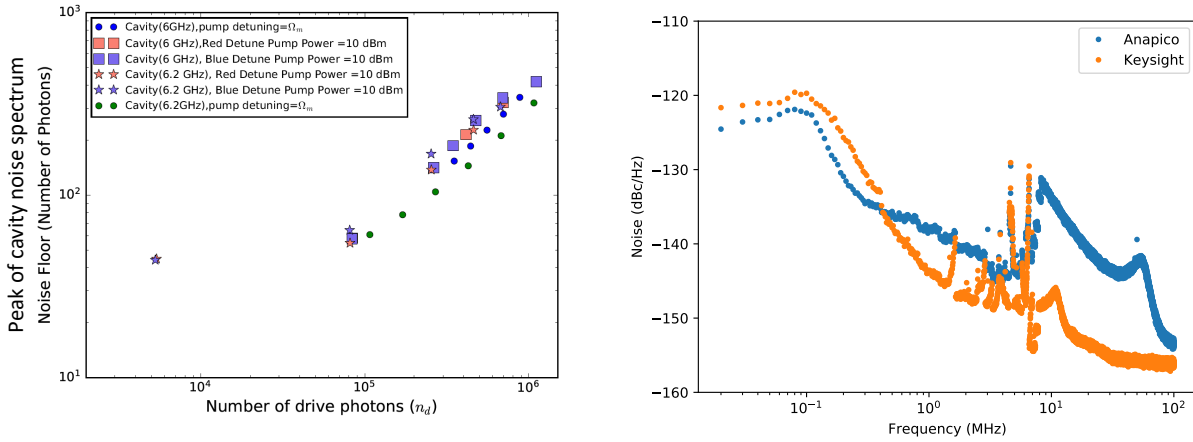 10³
10²
10¹
Peak of cavity noise spectrum
Noise Floor (Number of Photons)
Cavity(6GHz),pump detuning=Ωₘ
Cavity(6 GHz),Red Detune Pump Power =10 dBm
Cavity(6 GHz), Blue Detune Pump Power =10 dBm
Cavity(6.2 GHz), Red Detune Pump Power =10 dBm
Cavity(6.2 GHz), Blue Detune Pump Power =10 dBm
Cavity(6.2GHz),pump detuning=Ωₘ
10⁴ 10⁵ 10⁶
Number of drive photons (n_d)
−110
−120
−130
−140
−150
−160
Noise (dBc/Hz)
Anapico
Keysight
10⁻¹ 10⁰ 10¹ 10²
Frequency (MHz)